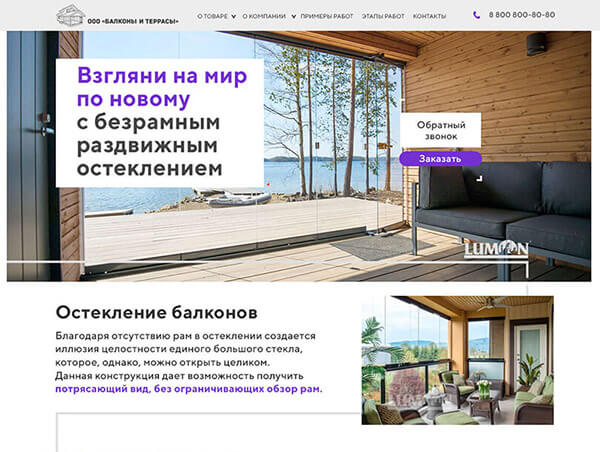 ООО «БАЛКОНЫ И ТЕРРАСЫ»
О ТОВАРЕ
О КОМПАНИИ
ПРИМЕРЫ РАБОТ
ЭТАПЫ РАБОТ
КОНТАКТЫ
8 800 800-80-80
Взгляни на мир
по новому
с безрамным
раздвижным
остеклением
Обратный
звонок
Заказать
LUMON
Остекление балконов
Благодаря отсутствию рам в остеклении создается
иллюзия целостности единого большого стекла,
которое, однако, можно открыть целиком.
Данная конструкция дает возможность получить
потрясающий вид, без ограничивающих обзор рам.
LUMON